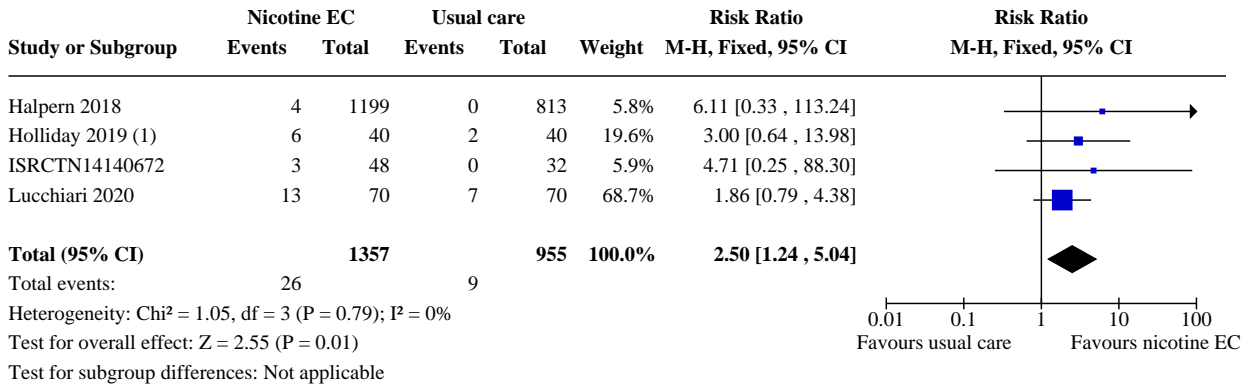 Nicotine EC Usual care Risk Ratio Risk Ratio
Study or Subgroup Events Total Events Total Weight M-H, Fixed, 95% CI M-H, Fixed, 95% CI
Halpern 2018 4 1199 0 813 5.8% 6.11 [0.33 , 113.24]
Holliday 2019 (1) 6 40 2 40 19.6% 3.00 [0.64 , 13.98]
ISRCTN14140672 3 48 0 32 5.9% 4.71 [0.25 , 88.30]
Lucchiari 2020 13 70 7 70 68.7% 1.86 [0.79 , 4.38]
Total (95% CI) 1357 955 100.0% 2.50 [1.24 , 5.04]
Total events: 26 9
Heterogeneity: Chi² = 1.05, df = 3 (P = 0.79); I² = 0%
0.01 0.1 1 10 100
Test for overall effect: Z = 2.55 (P = 0.01) Favours usual care Favours nicotine EC
Test for subgroup differences: Not applicable